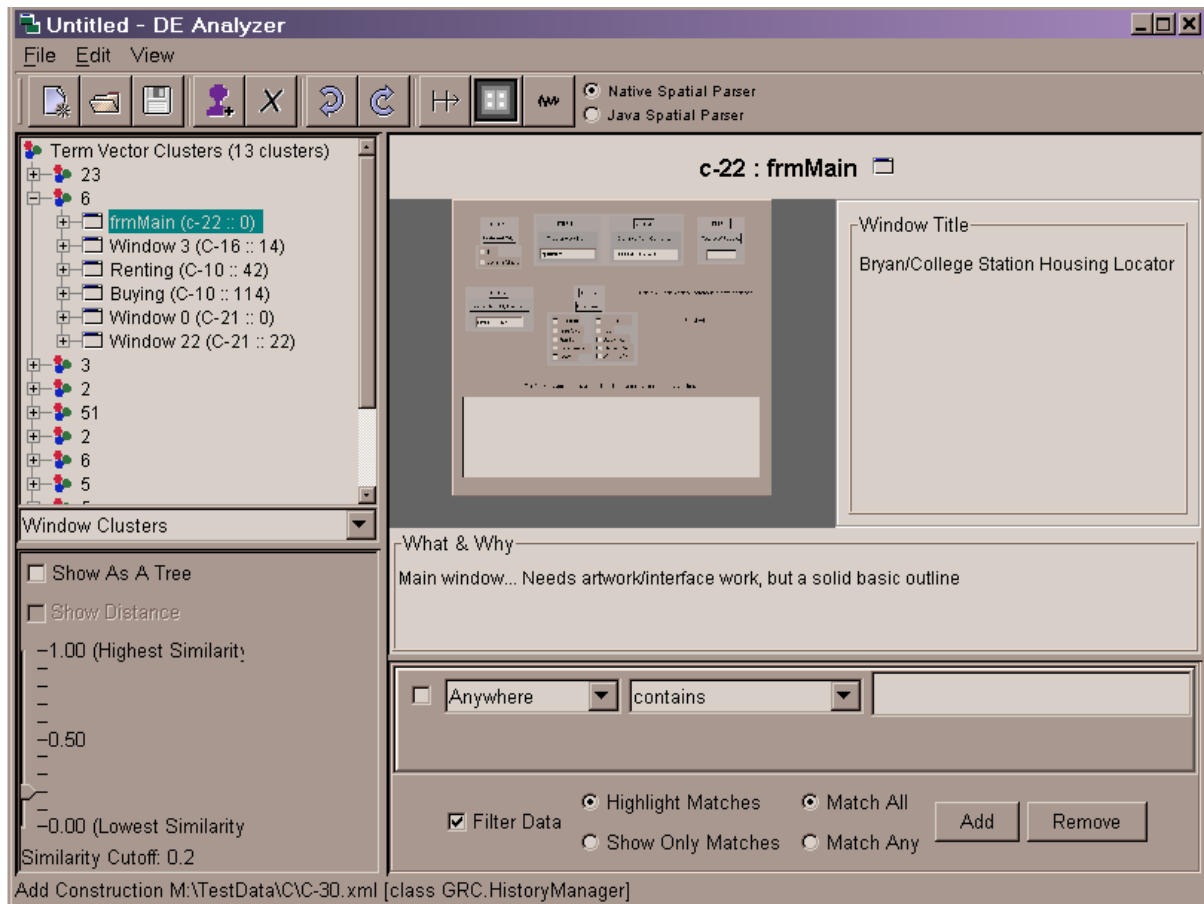 Untitled - DE Analyzer
File Edit View
Native Spatial Parser
Java Spatial Parser
Term Vector Clusters (13 clusters)
23
6
frmMain (c-22 :: 0)
Window 3 (C-16 :: 14)
Renting (C-10 :: 42)
Buying (C-10 :: 114)
Window 0 (C-21 :: 0)
Window 22 (C-21 :: 22)
3
2
51
2
6
5
Window Clusters
Show As A Tree
Show Distance
1.00 (Highest Similarity
0.50
0.00 (Lowest Similarity
Similarity Cutoff: 0.2
c-22 : frmMain
Window Title
Bryan/College Station Housing Locator
What & Why
Main window... Needs artwork/interface work, but a solid basic outline
Anywhere contains
Filter Data
Highlight Matches Match All
Show Only Matches Match Any
Add Remove
Add Construction M:\TestData\C\C-30.xml [class GRC.HistoryManager]